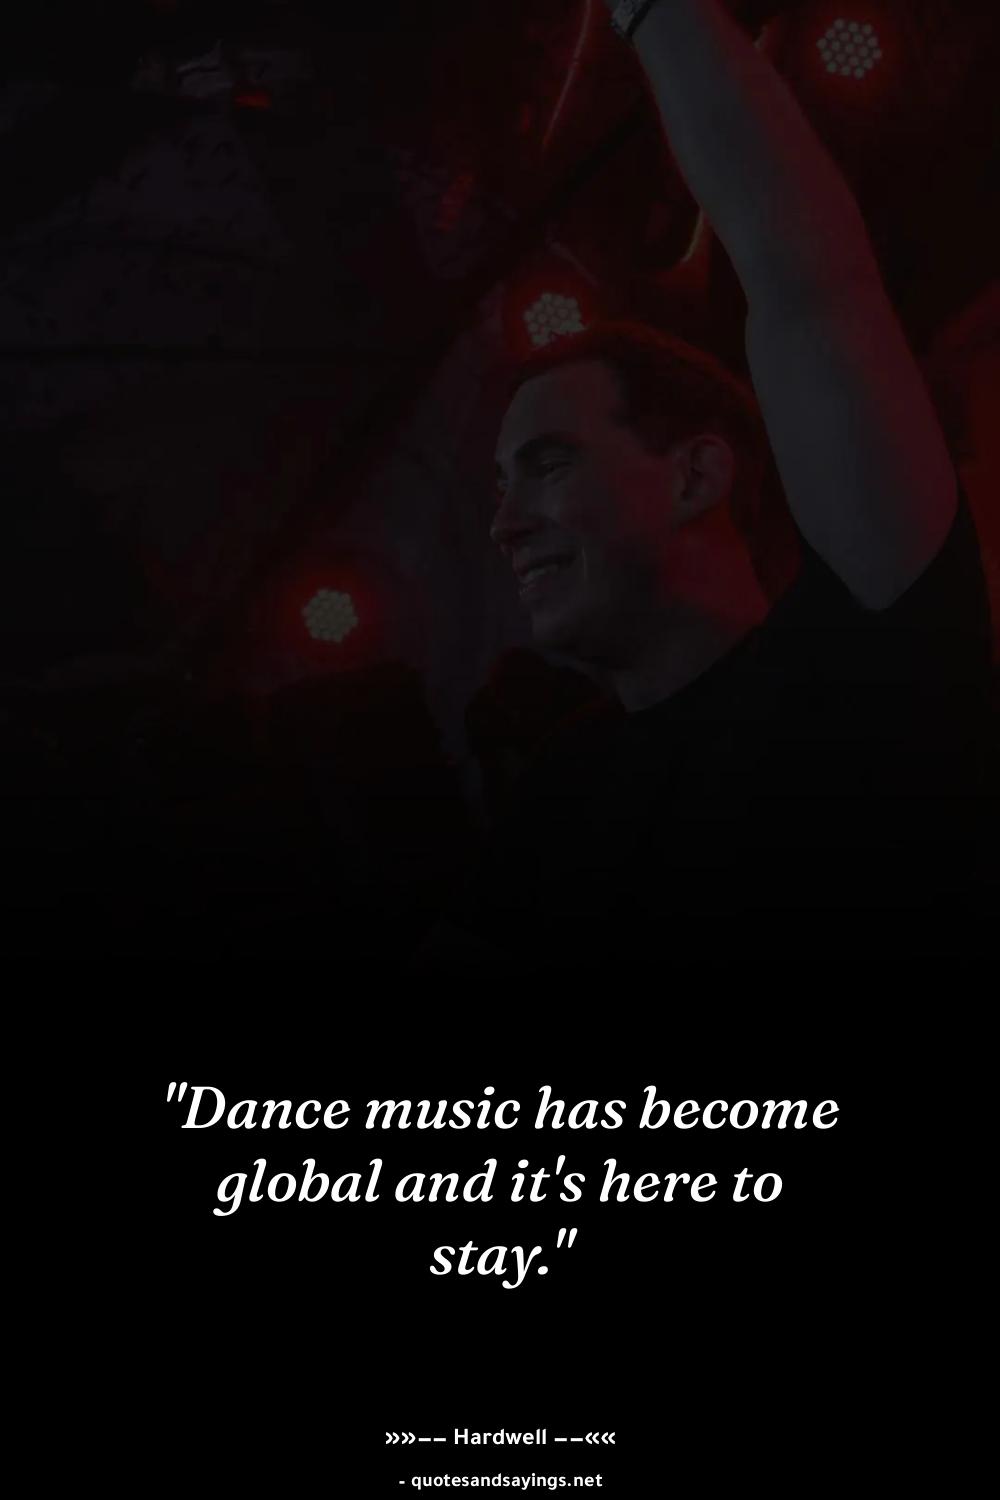 "Dance music has become
global and it's here to
stay."
»»−− Hardwell −−««
- quotesandsayings.net